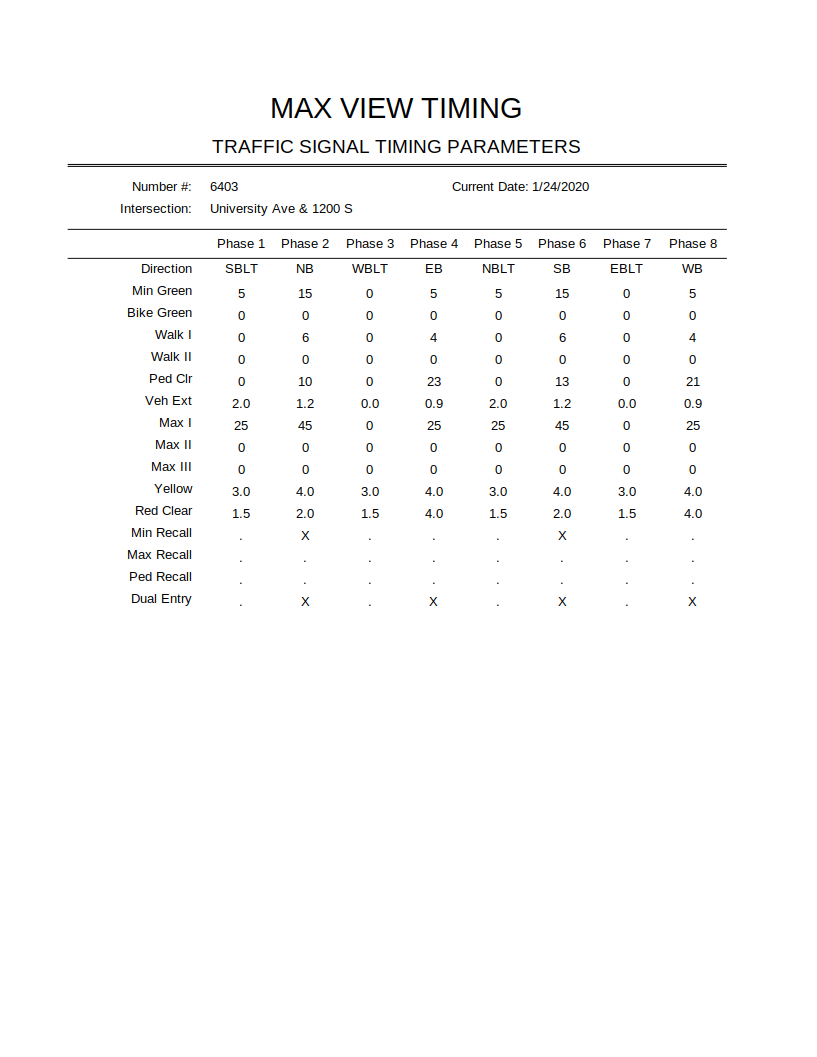 MAX VIEW TIMING
TRAFFIC SIGNAL TIMING PARAMETERS
Number #: 6403 Current Date: 1/24/2020
Intersection: University Ave & 1200 S
Phase 1 Phase 2 Phase 3 Phase 4 Phase 5 Phase 6 Phase 7 Phase 8
Direction SBLT NB WBLT EB NBLT SB EBLT WB
Min Green 5 15 0 5 5 15 0 5
Bike Green 0 0 0 0 0 0 0 0
Walk I 0 6 0 4 0 6 0 4
Walk II 0 0 0 0 0 0 0 0
Ped Clr 0 10 0 23 0 13 0 21
Veh Ext 2.0 1.2 0.0 0.9 2.0 1.2 0.0 0.9
Max I 25 45 0 25 25 45 0 25
Max II 0 0 0 0 0 0 0 0
Max III 0 0 0 0 0 0 0 0
Yellow 3.0 4.0 3.0 4.0 3.0 4.0 3.0 4.0
Red Clear 1.5 2.0 1.5 4.0 1.5 2.0 1.5 4.0
Min Recall . X . . . X . .
Max Recall . . . . . . . .
Ped Recall . . . . . . . .
Dual Entry . X . X . X . X